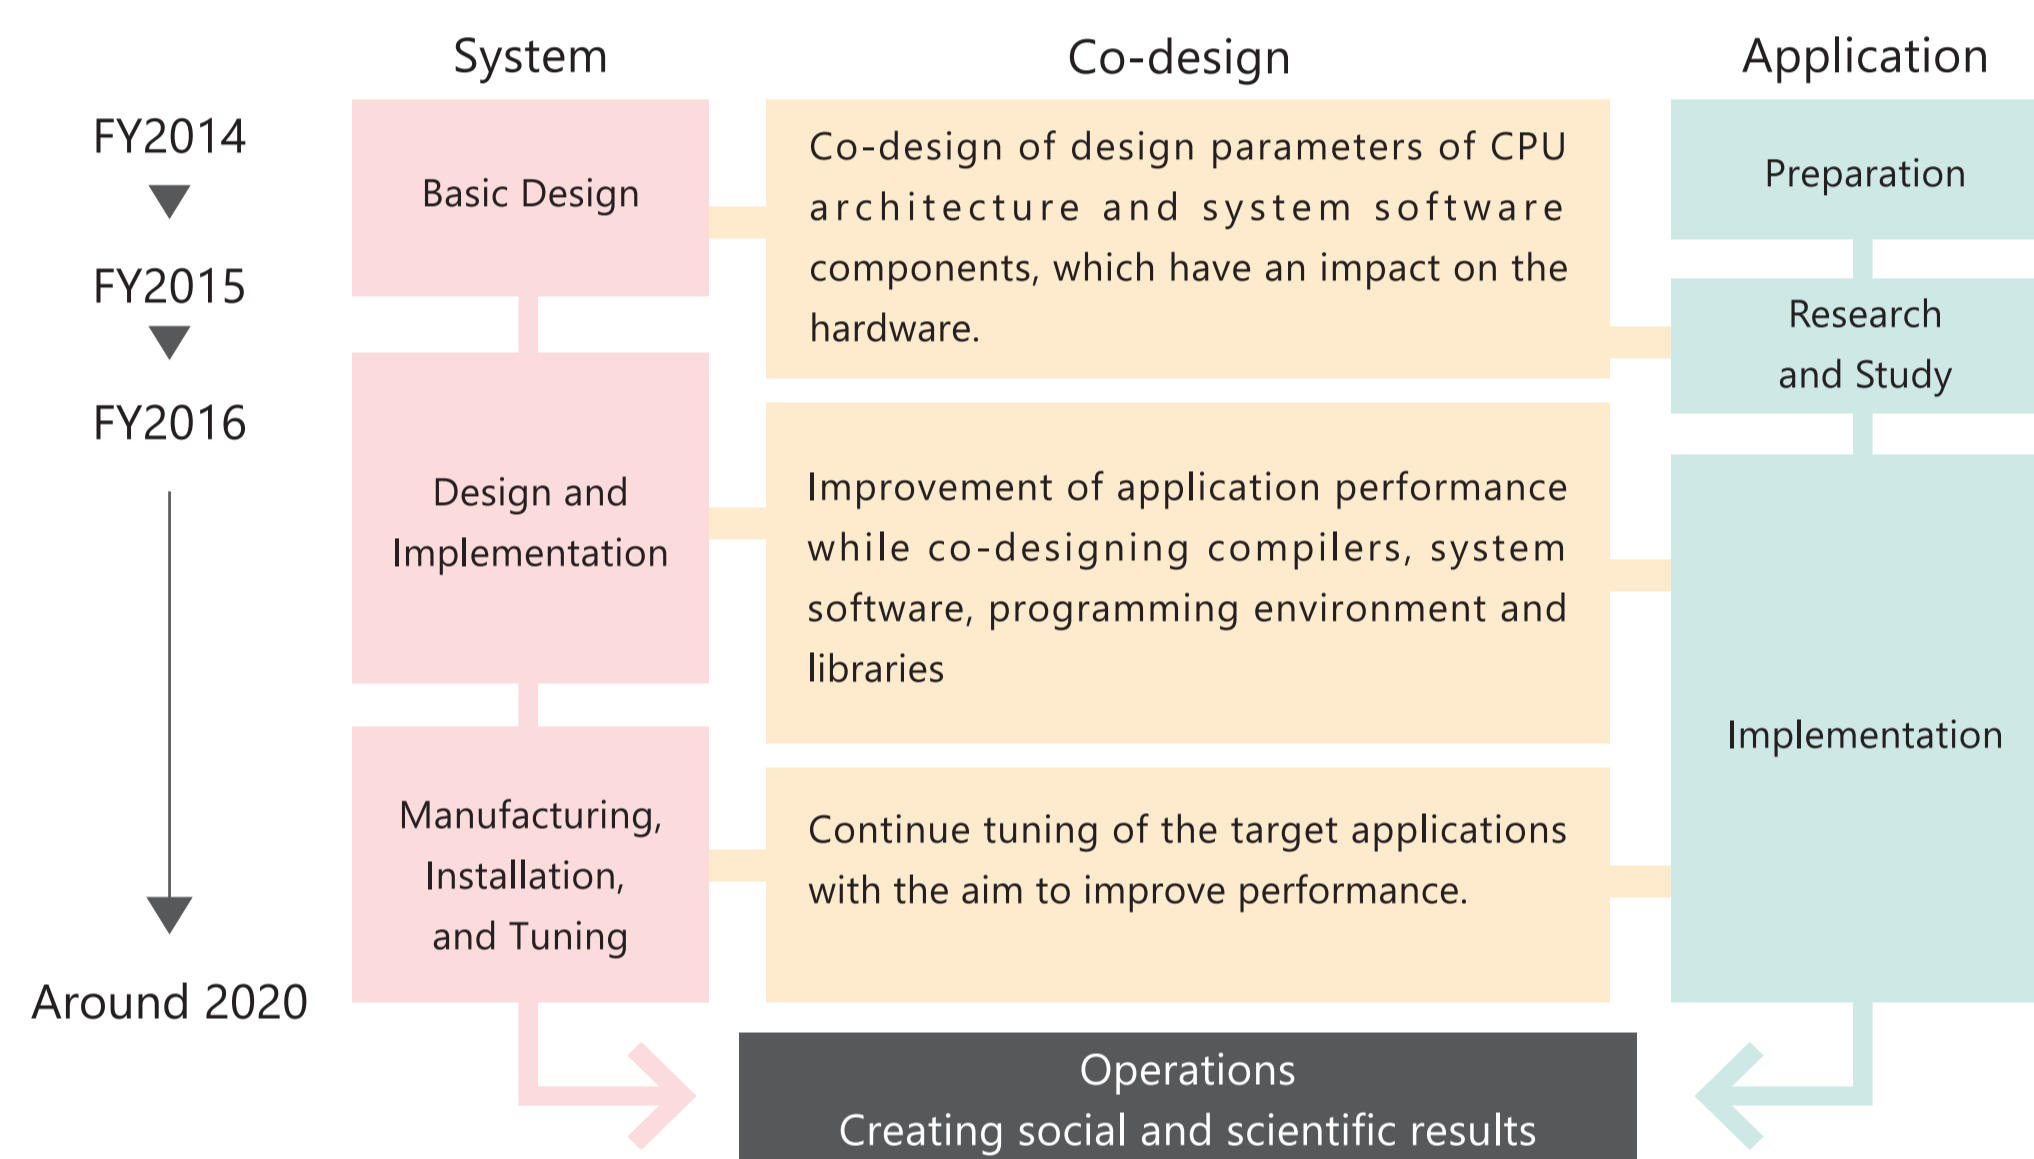 System
Co-design
Application
FY2014
FY2015
FY2016
Around 2020
Basic Design
Design and
Implementation
Manufacturing,
Installation,
and Tuning
Co-design of design parameters of CPU
architecture and system software
components, which have an impact on the
hardware.
Improvement of application performance
while co-designing compilers, system
software, programming environment and
libraries
Continue tuning of the target applications
with the aim to improve performance.
Preparation
Research
and Study
Implementation
Operations
Creating social and scientific results